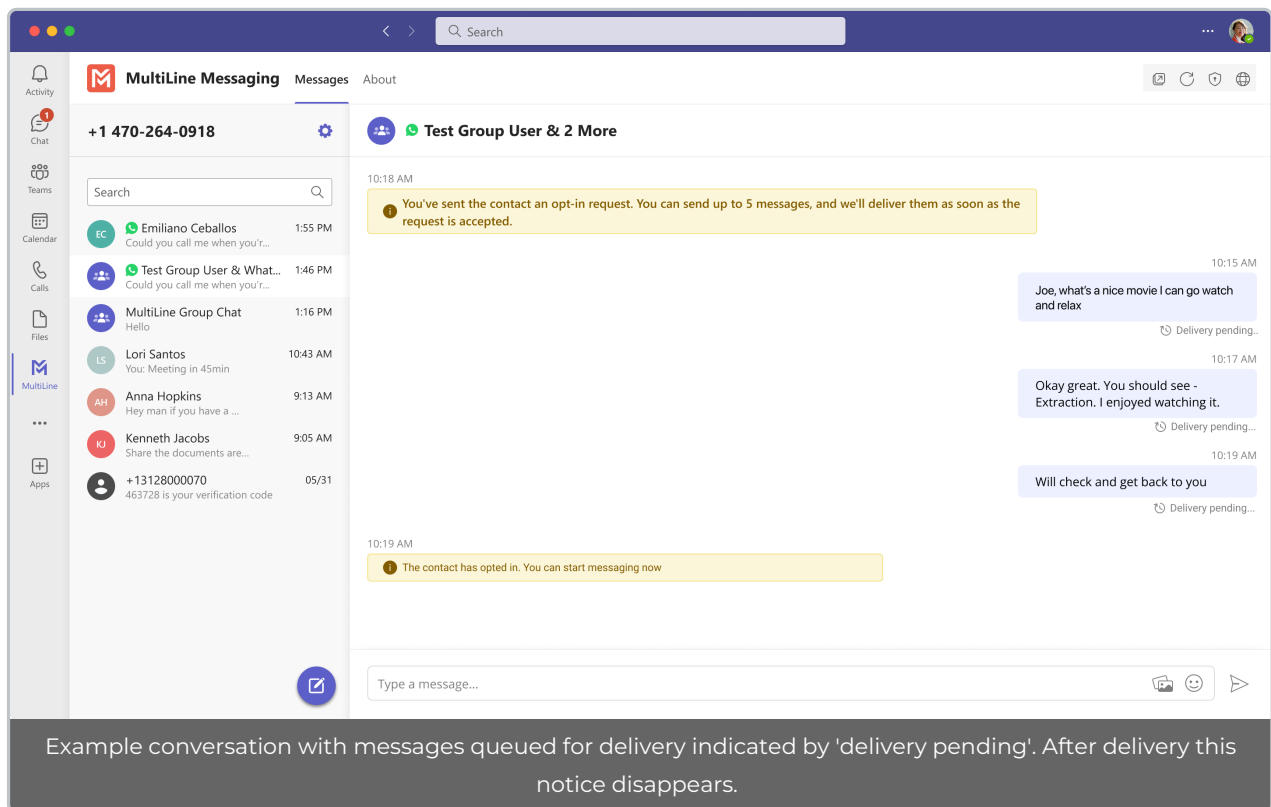 Search
Activity
1
Chat
Teams
Calendar
Calls
Files
MultiLine
Apps
MultiLine Messaging
Messages
About
+1 470-264-0918
Search
EC
Emiliano Ceballos
1:55 PM
Could you call me when you'r...
Test Group User & What...
1:46 PM
Could you call me when you'r...
MultiLine Group Chat
1:16 PM
Hello
LS
Lori Santos
10:43 AM
You: Meeting in 45min
AH
Anna Hopkins
9:13 AM
Hey man if you have a ...
KJ
Kenneth Jacobs
9:05 AM
Share the documents are...
+13128000070
05/31
463728 is your verification code
Test Group User & 2 More
10:18 AM
You've sent the contact an opt-in request. You can send up to 5 messages, and we'll deliver them as soon as the
request is accepted.
10:15 AM
Joe, what's a nice movie I can go watch
and relax
Delivery pending..
10:17 AM
Okay great. You should see -
Extraction. I enjoyed watching it.
Delivery pending...
10:19 AM
Will check and get back to you
Delivery pending...
10:19 AM
The contact has opted in. You can start messaging now
Type a message...
Example conversation with messages queued for delivery indicated by 'delivery pending'. After delivery this
notice disappears.